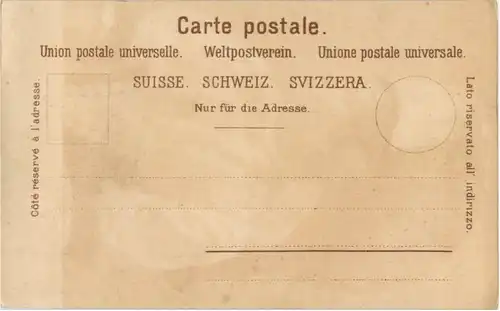 Carte postale.
Union postale universelle. Weltpostverein. Unione postale universale.
SUISSE. SCHWEIZ. SVIZZERA.
Nur für die Adresse.
Côté réservé à l'adresse.
Lato riservato all' indirizzo.